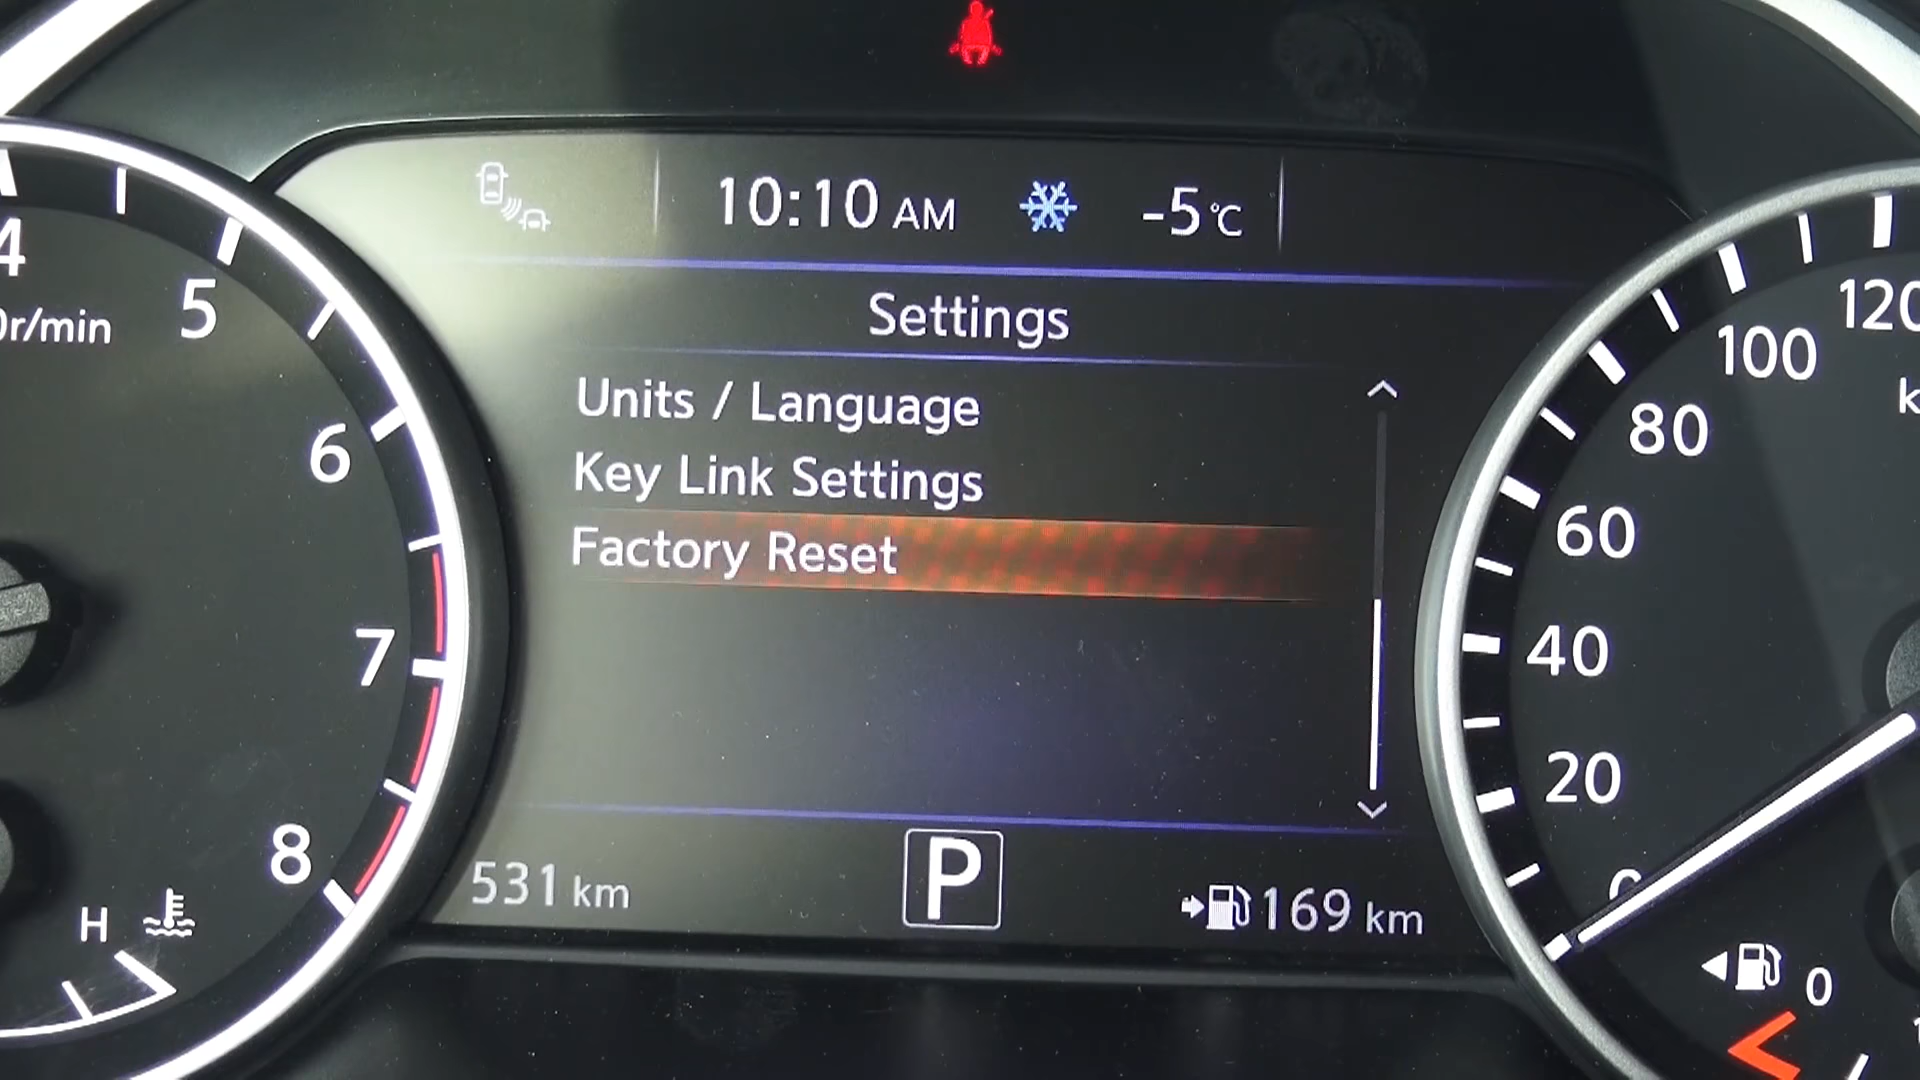 10:10 AM -5°C
Settings
Units / Language
Key Link Settings
Factory Reset
531 km P 169 km
4
r/min
5
6
7
8
H
120
100
80
60
40
20
0
0